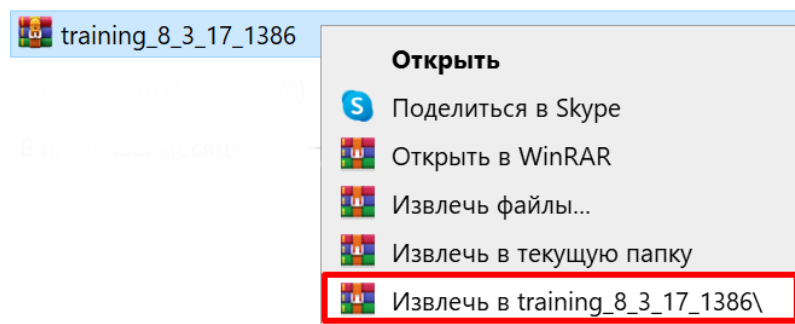 training_8_3_17_1386
Открыть
Поделиться в Skype
Открыть в WinRAR
Извлечь файлы...
Извлечь в текущую папку
Извлечь в training_8_3_17_1386\